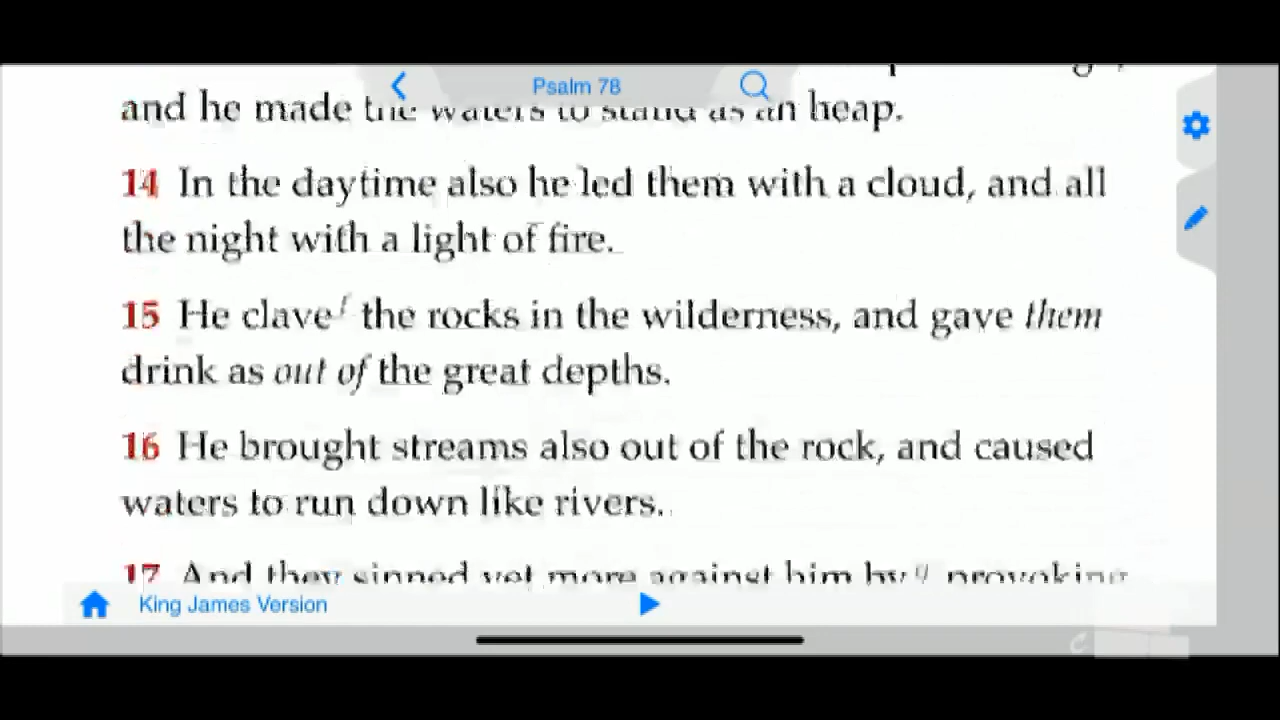 Psalm 78
and he made the waters to stand as an heap.
14 In the daytime also he led them with a cloud, and all
the night with a light of fire.
15 He clave f the rocks in the wilderness, and gave them
drink as out of the great depths.
16 He brought streams also out of the rock, and caused
waters to run down like rivers.
17 And they sinned yet more against him by g provoking
King James Version